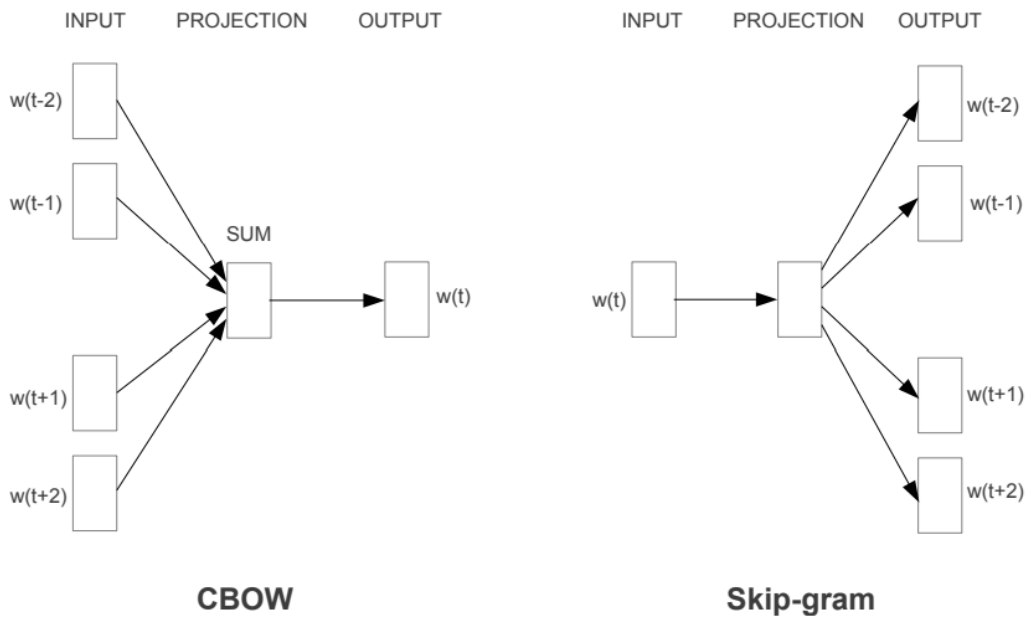 INPUT PROJECTION OUTPUT
w(t-2)
w(t-1)
SUM
w(t)
w(t+1)
w(t+2)
CBOW
INPUT PROJECTION OUTPUT
w(t-2)
w(t-1)
w(t)
w(t+1)
w(t+2)
Skip-gram